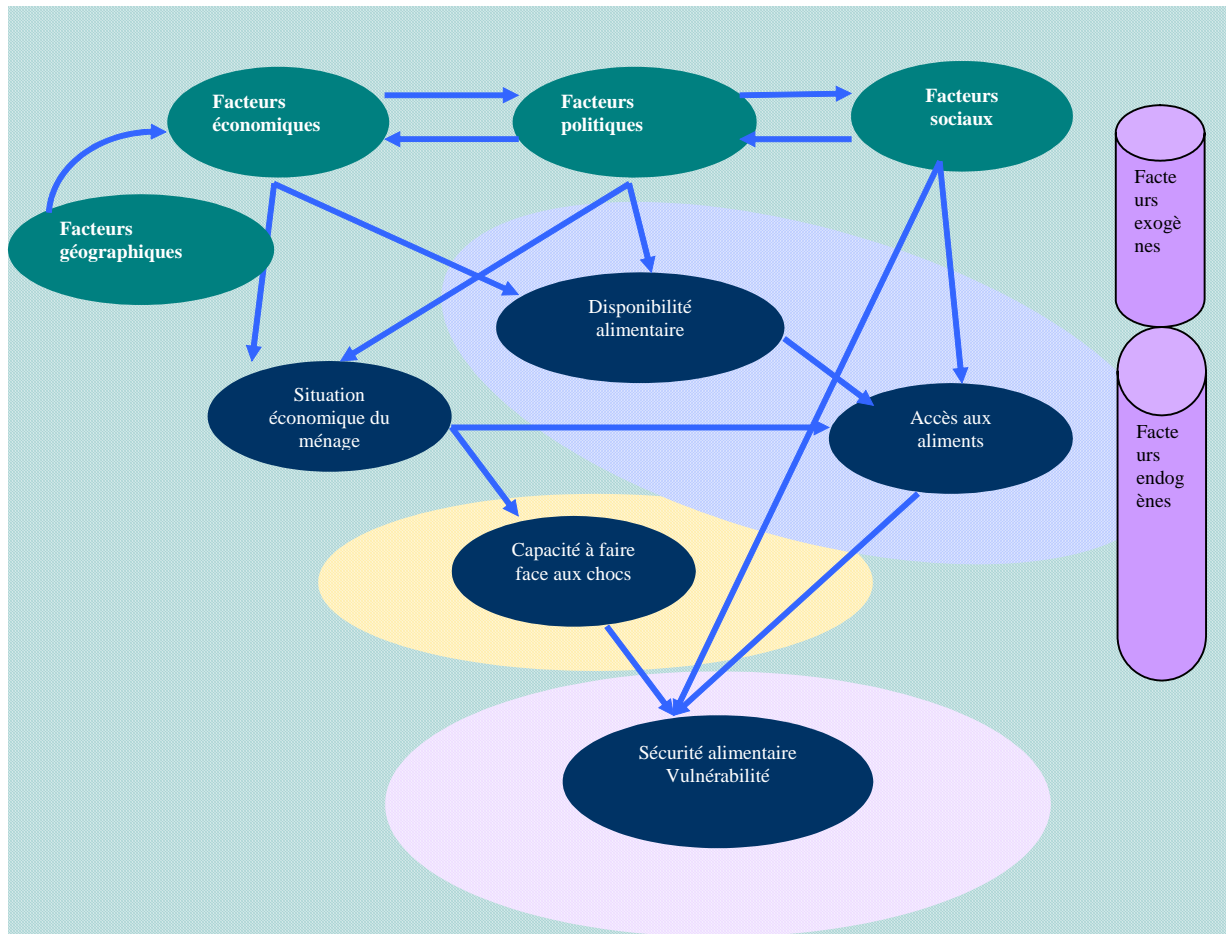 Facteurs
économiques
Facteurs
politiques
Facteurs
sociaux
Facteurs
géographiques
Facte
urs
exogè
nes
Disponibilité
alimentaire
Situation
économique du
ménage
Accès aux
aliments
Facte
urs
endog
ènes
Capacité à faire
face aux chocs
Sécurité alimentaire
Vulnérabilité